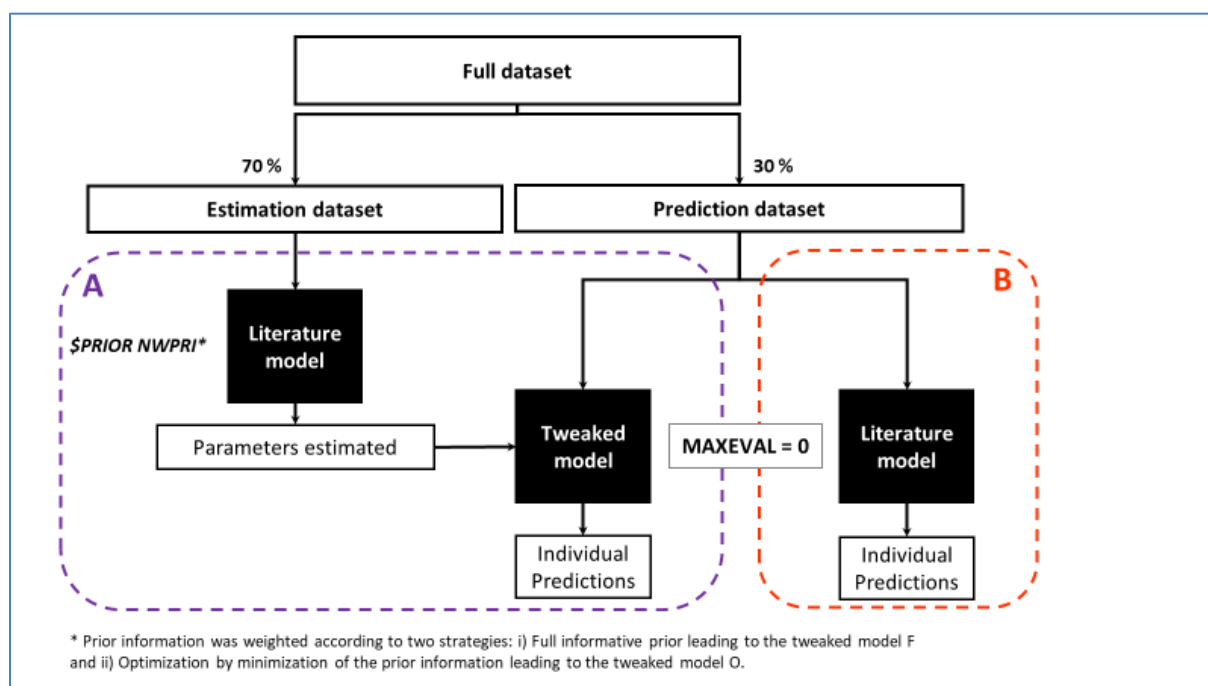 Full dataset
70 %
30 %
Estimation dataset
Prediction dataset
A
B
$PRIOR NWPRI*
Literature
model
Parameters estimated
Tweaked
model
MAXEVAL = 0
Literature
model
Individual
Predictions
Individual
Predictions
* Prior information was weighted according to two strategies: i) Full informative prior leading to the tweaked model F
and ii) Optimization by minimization of the prior information leading to the tweaked model O.